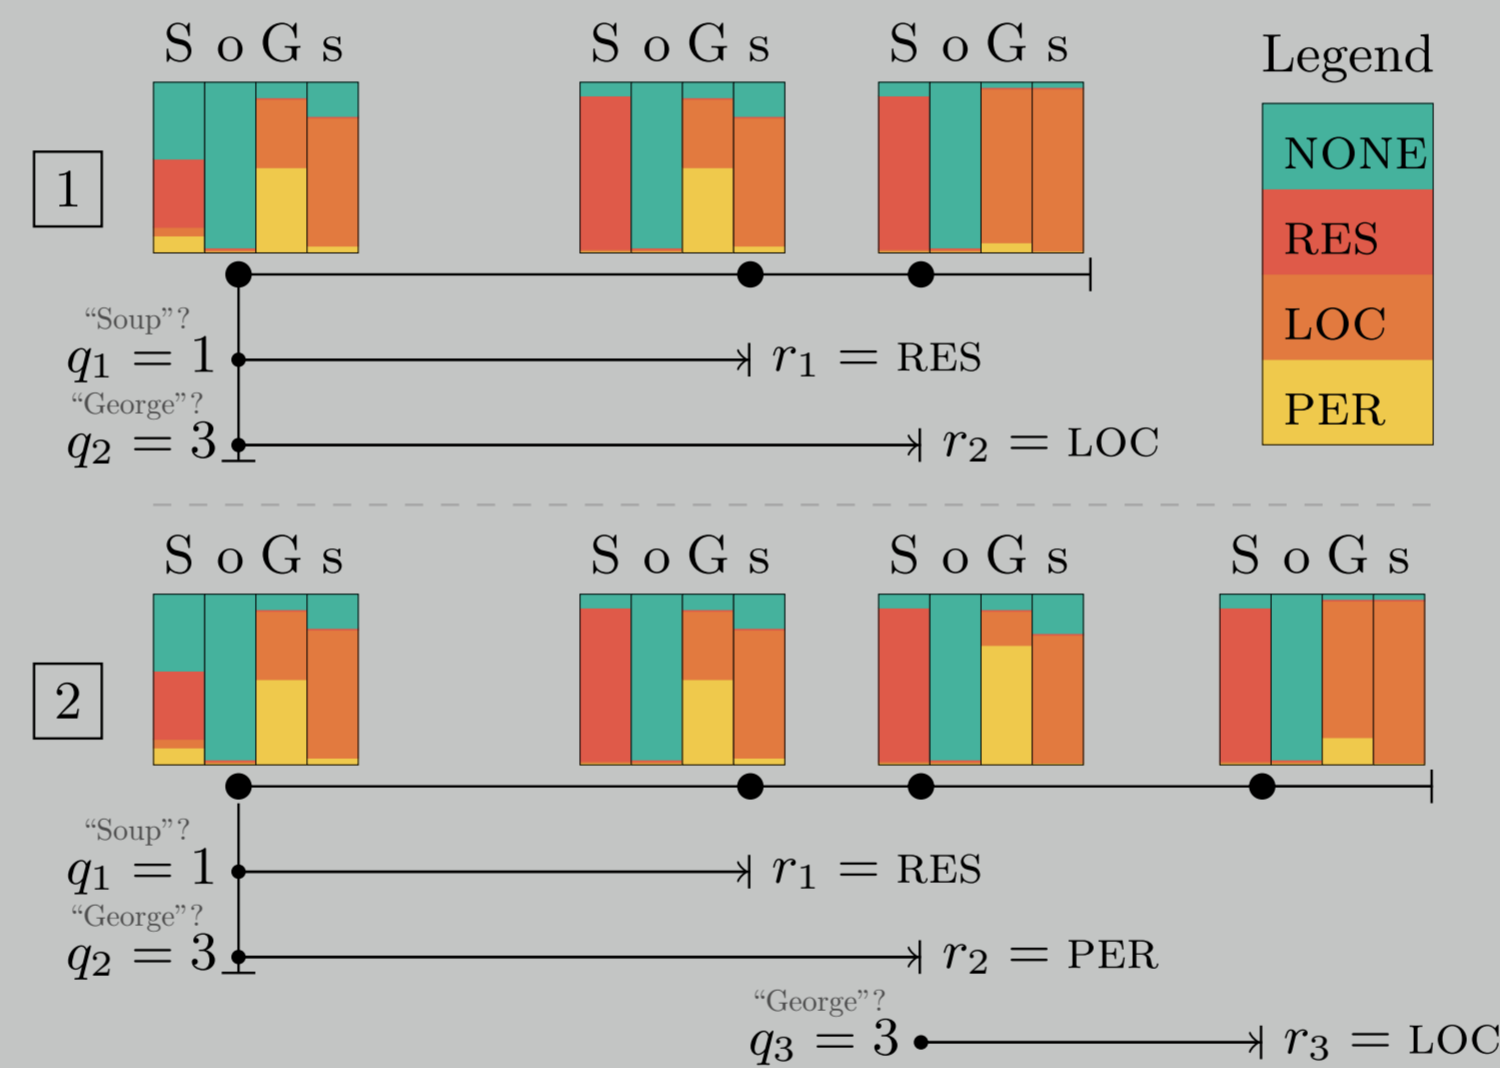 S o G s
S o G s
S o G s
Legend
1
NONE
RES
LOC
PER
“Soup”?
q1 = 1
r1 = RES
“George”?
q2 = 3
r2 = LOC
S o G s
S o G s
S o G s
S o G s
2
“Soup”?
q1 = 1
r1 = RES
“George”?
q2 = 3
r2 = PER
“George”?
q3 = 3
r3 = LOC